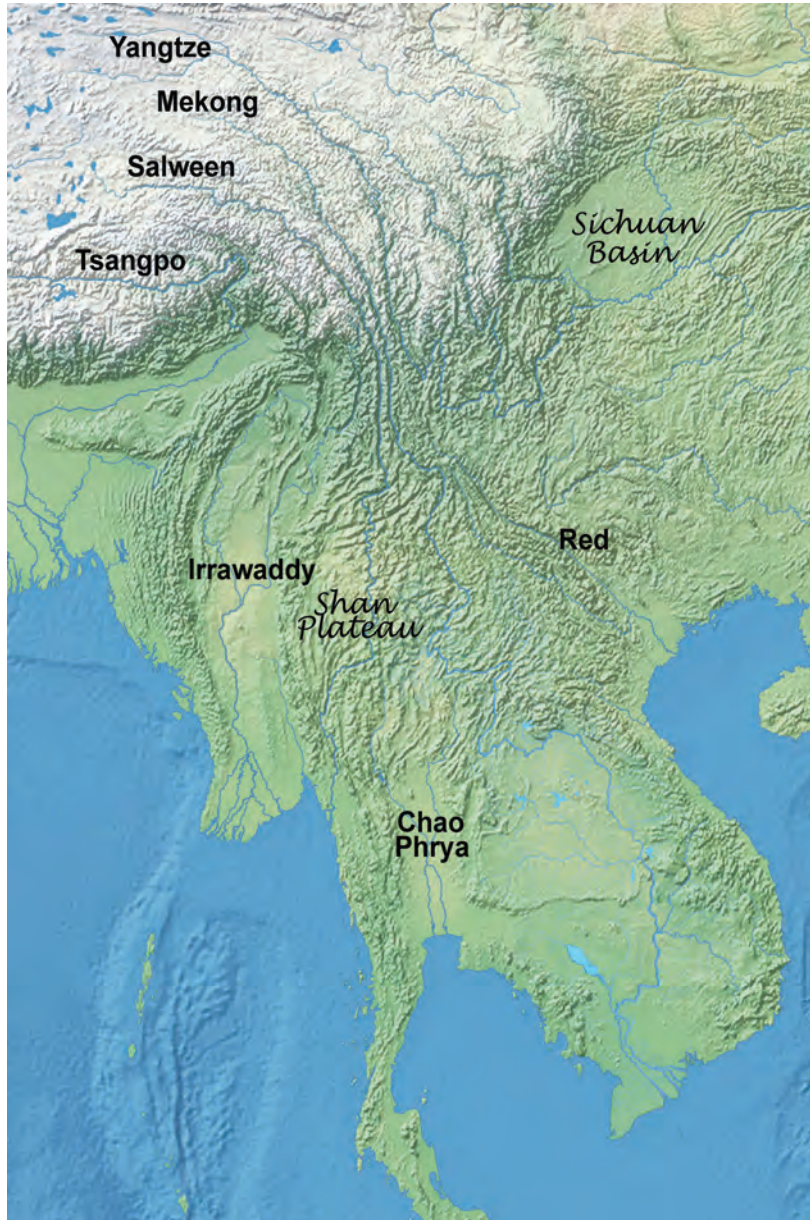 Yangtze
Mekong
Salween
Tsangpo
Sichuan
Basin
Red
Irrawaddy
Shan
Plateau
Chao
Phrya